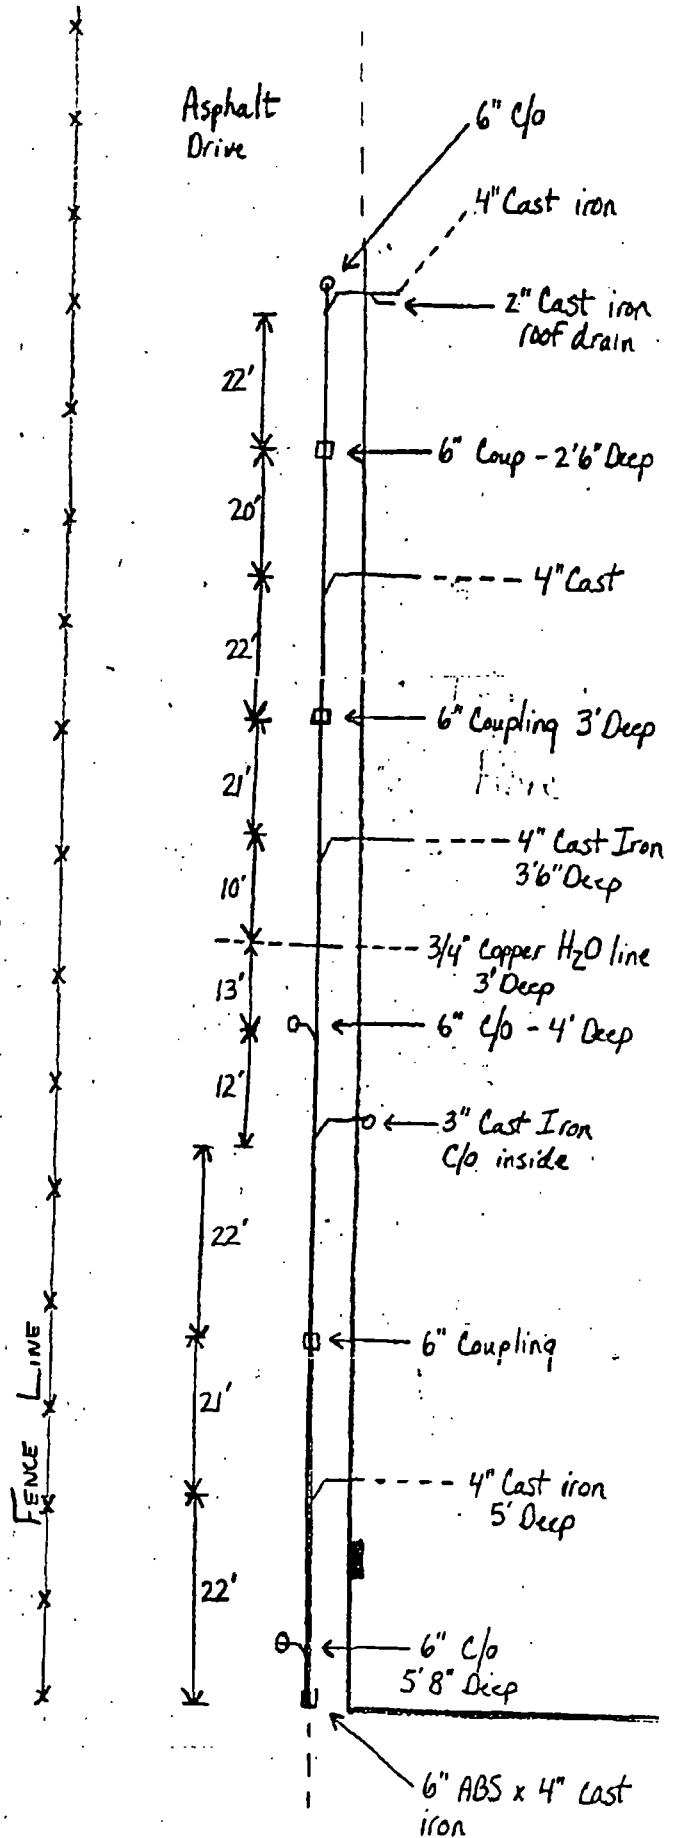 Asphalt
Drive
6" C/O
4" Cast iron
2" Cast iron
roof drain
22'
6" Coup - 2'6" Deep
20'
4" Cast
22'
6" Coupling 3' Deep
21'
4" Cast Iron
3'6" Deep
10'
3/4" Copper H2O line
3' Deep
13'
6" C/O - 4' Deep
12'
3" Cast Iron
C/O inside
22'
6" Coupling
FENCE LINE
21'
4" Cast iron
5' Deep
22'
6" C/O
5'8" Deep
6" ABS x 4" Cast
iron